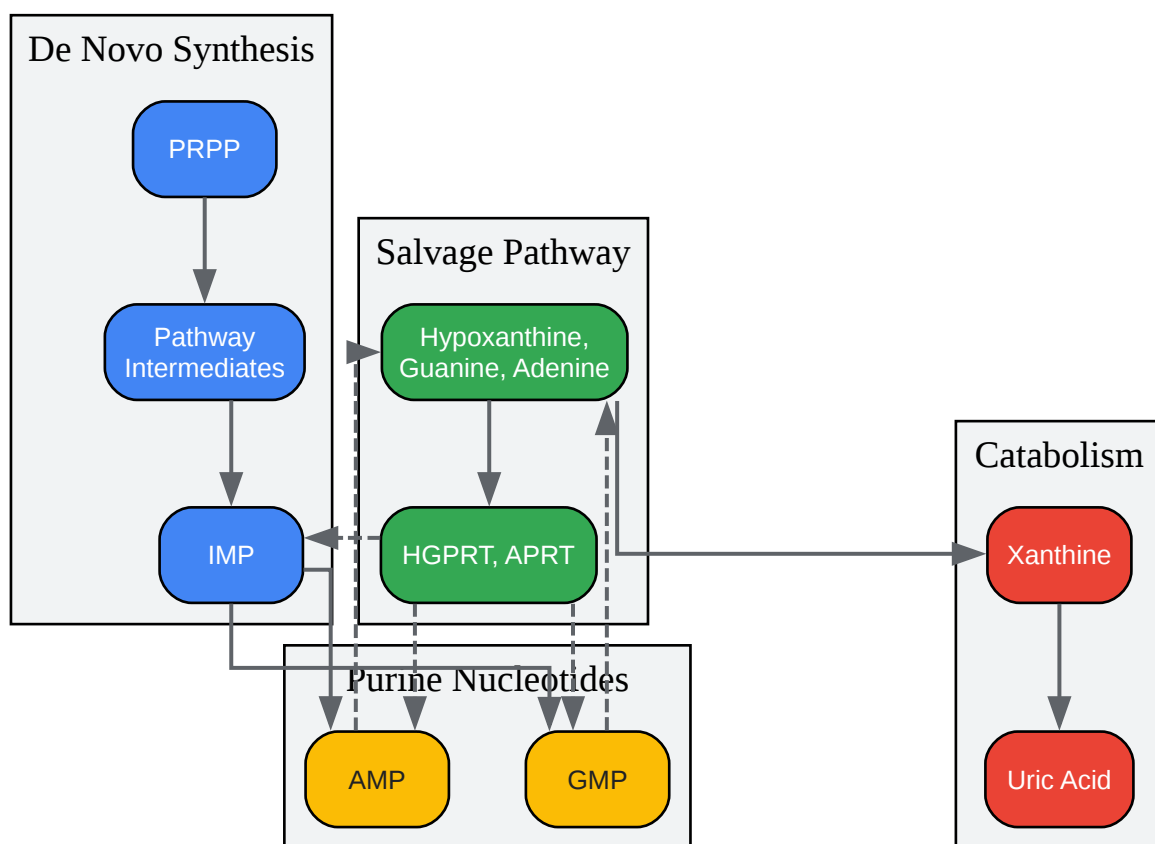 De Novo Synthesis
PRPP
Pathway
Intermediates
IMP
Salvage Pathway
Hypoxanthine,
Guanine, Adenine
HGPRT, APRT
Purine Nucleotides
AMP
GMP
Catabolism
Xanthine
Uric Acid